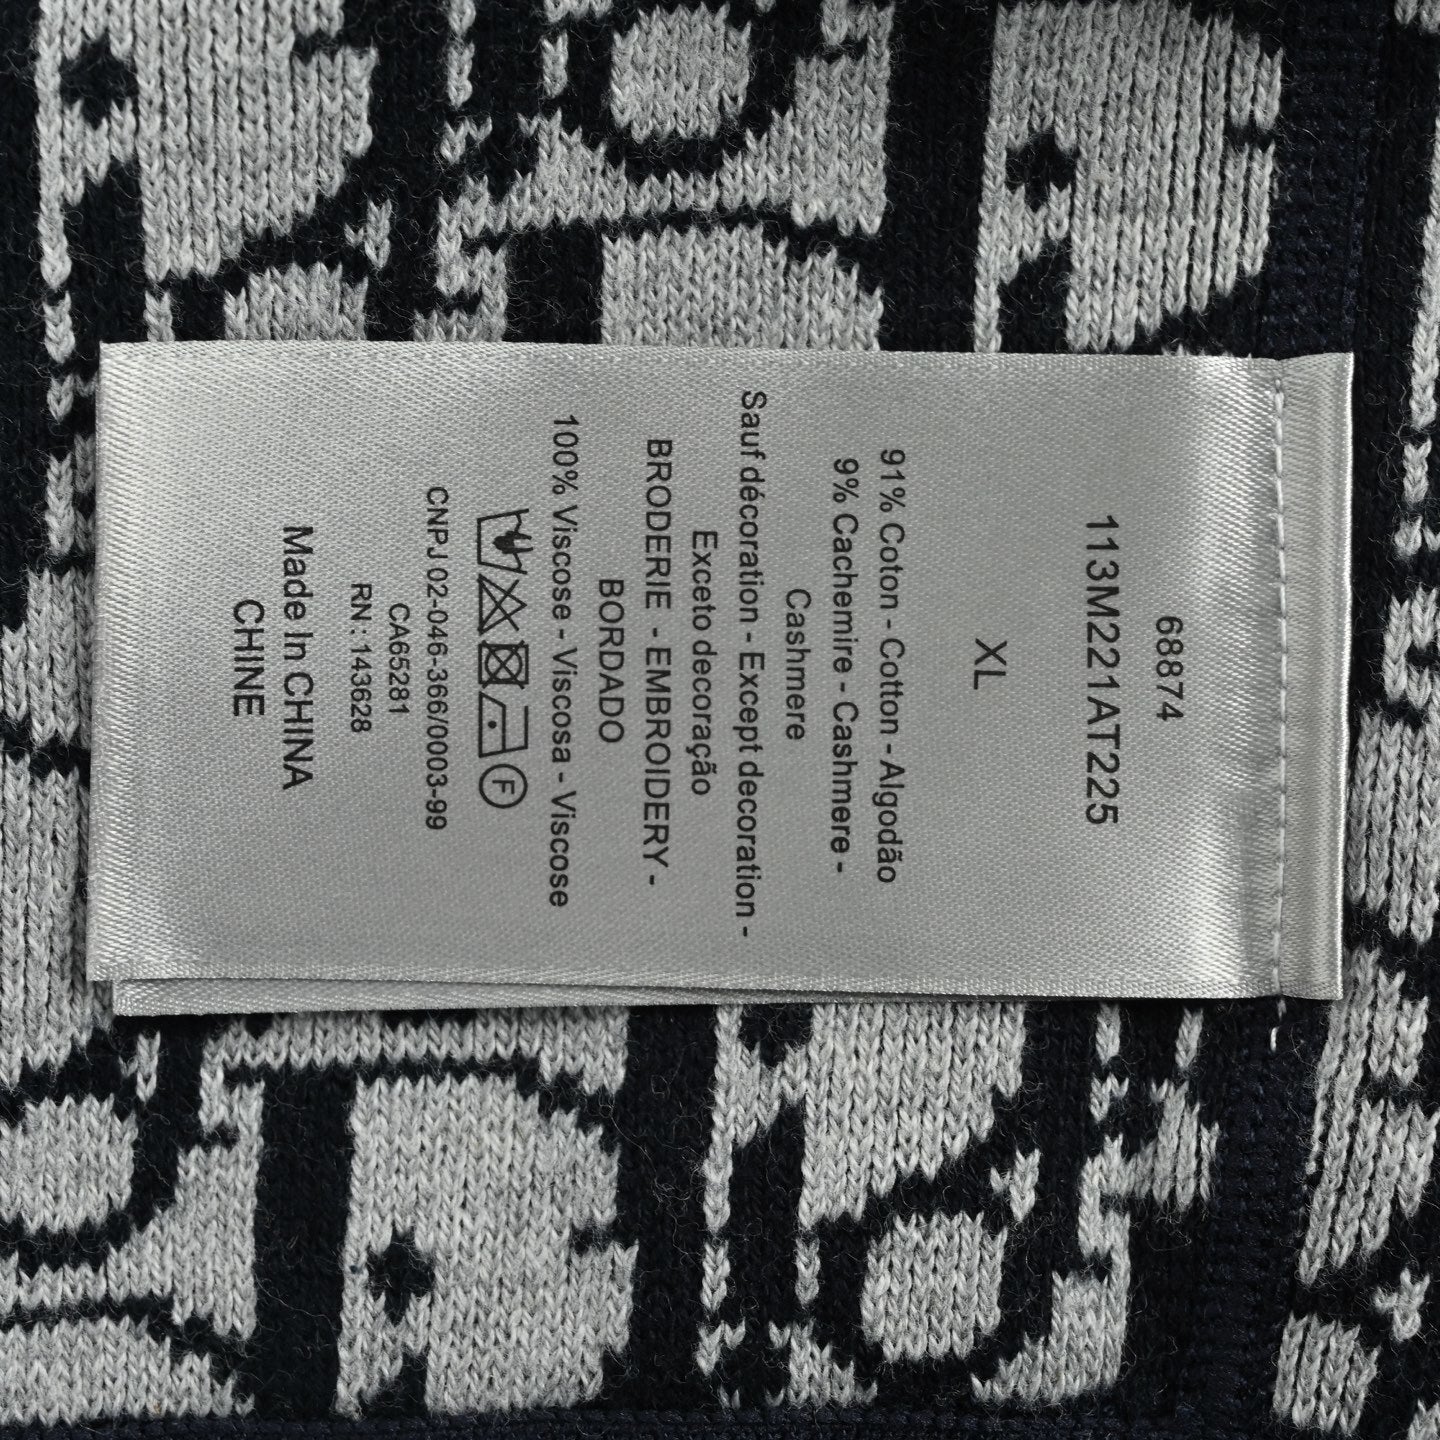 68874
113M221AT225
XL
91% Coton - Cotton - Algodão
9% Cachemire - Cashmere -
Cashmere
Sauf décoration - Except decoration -
Exceto decoração
BRODERIE - EMBROIDERY -
BORDADO
100% Viscose - Viscosa - Viscose
F
CNPJ 02-046-366/0003-99
CA65281
RN : 143628
Made In CHINA
CHINE